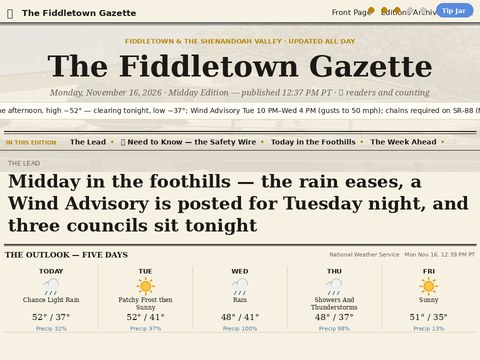 The Fiddletown Gazette
Front Page Editions Archiv
Tip Jar
FIDDLETOWN & THE SHENANDOAH VALLEY · UPDATED ALL DAY
The Fiddletown Gazette
Monday, November 16, 2026 · Midday Edition — published 12:37 PM PT · readers and counting
e afternoon, high ~52° — clearing tonight, low ~37°; Wind Advisory Tue 10 PM–Wed 4 PM (gusts to 50 mph); chains required on SR-88 (
IN THIS EDITION The Lead • Need to Know — the Safety Wire • Today in the Foothills • The Week Ahead •
THE LEAD
Midday in the foothills — the rain eases, a
Wind Advisory is posted for Tuesday night, and
three councils sit tonight
THE OUTLOOK — FIVE DAYS
National Weather Service · Mon Nov 16, 12:39 PM PT
TODAY TUE WED THU FRI
Chance Light Rain Patchy Frost then Sunny Rain Showers And Thunderstorms Sunny
52° / 37° 52° / 41° 48° / 41° 48° / 37° 51° / 35°
Precip 32% Precip 97% Precip 100% Precip 98% Precip 13%